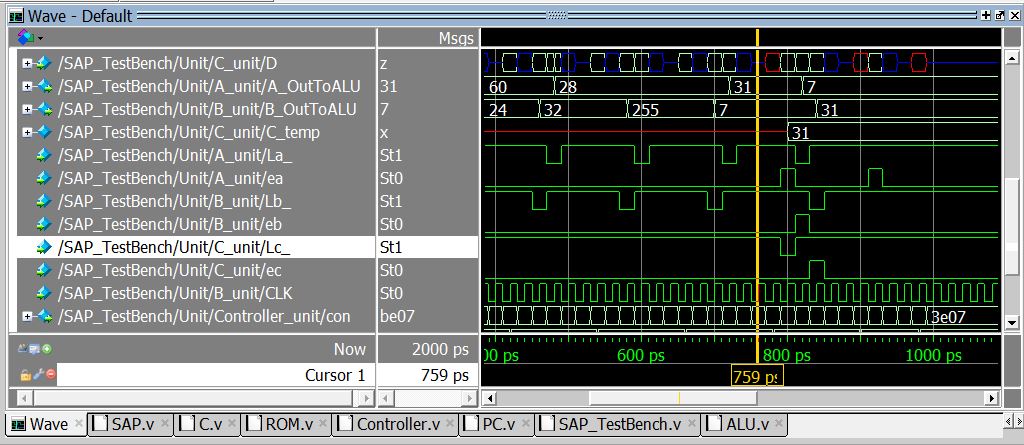 Wave - Default
Msgs
/SAP_TestBench/Unit/C_unit/D z
/SAP_TestBench/Unit/A_unit/A_OutToALU 31 60 28 31 7
/SAP_TestBench/Unit/B_unit/B_OutToALU 7 24 32 255 7 31
/SAP_TestBench/Unit/C_unit/C_temp x 31
/SAP_TestBench/Unit/A_unit/La_ St1
/SAP_TestBench/Unit/A_unit/ea St0
/SAP_TestBench/Unit/B_unit/Lb_ St1
/SAP_TestBench/Unit/B_unit/eb St0
/SAP_TestBench/Unit/C_unit/Lc_ St1
/SAP_TestBench/Unit/C_unit/ec St0
/SAP_TestBench/Unit/B_unit/CLK St0
/SAP_TestBench/Unit/Controller_unit/con be07 3e07
Now 2000 ps 00 ps 600 ps 800 ps 1000 ps
Cursor 1 759 ps 759 ps
Wave SAP.v C.v ROM.v Controller.v PC.v SAP_TestBench.v ALU.v